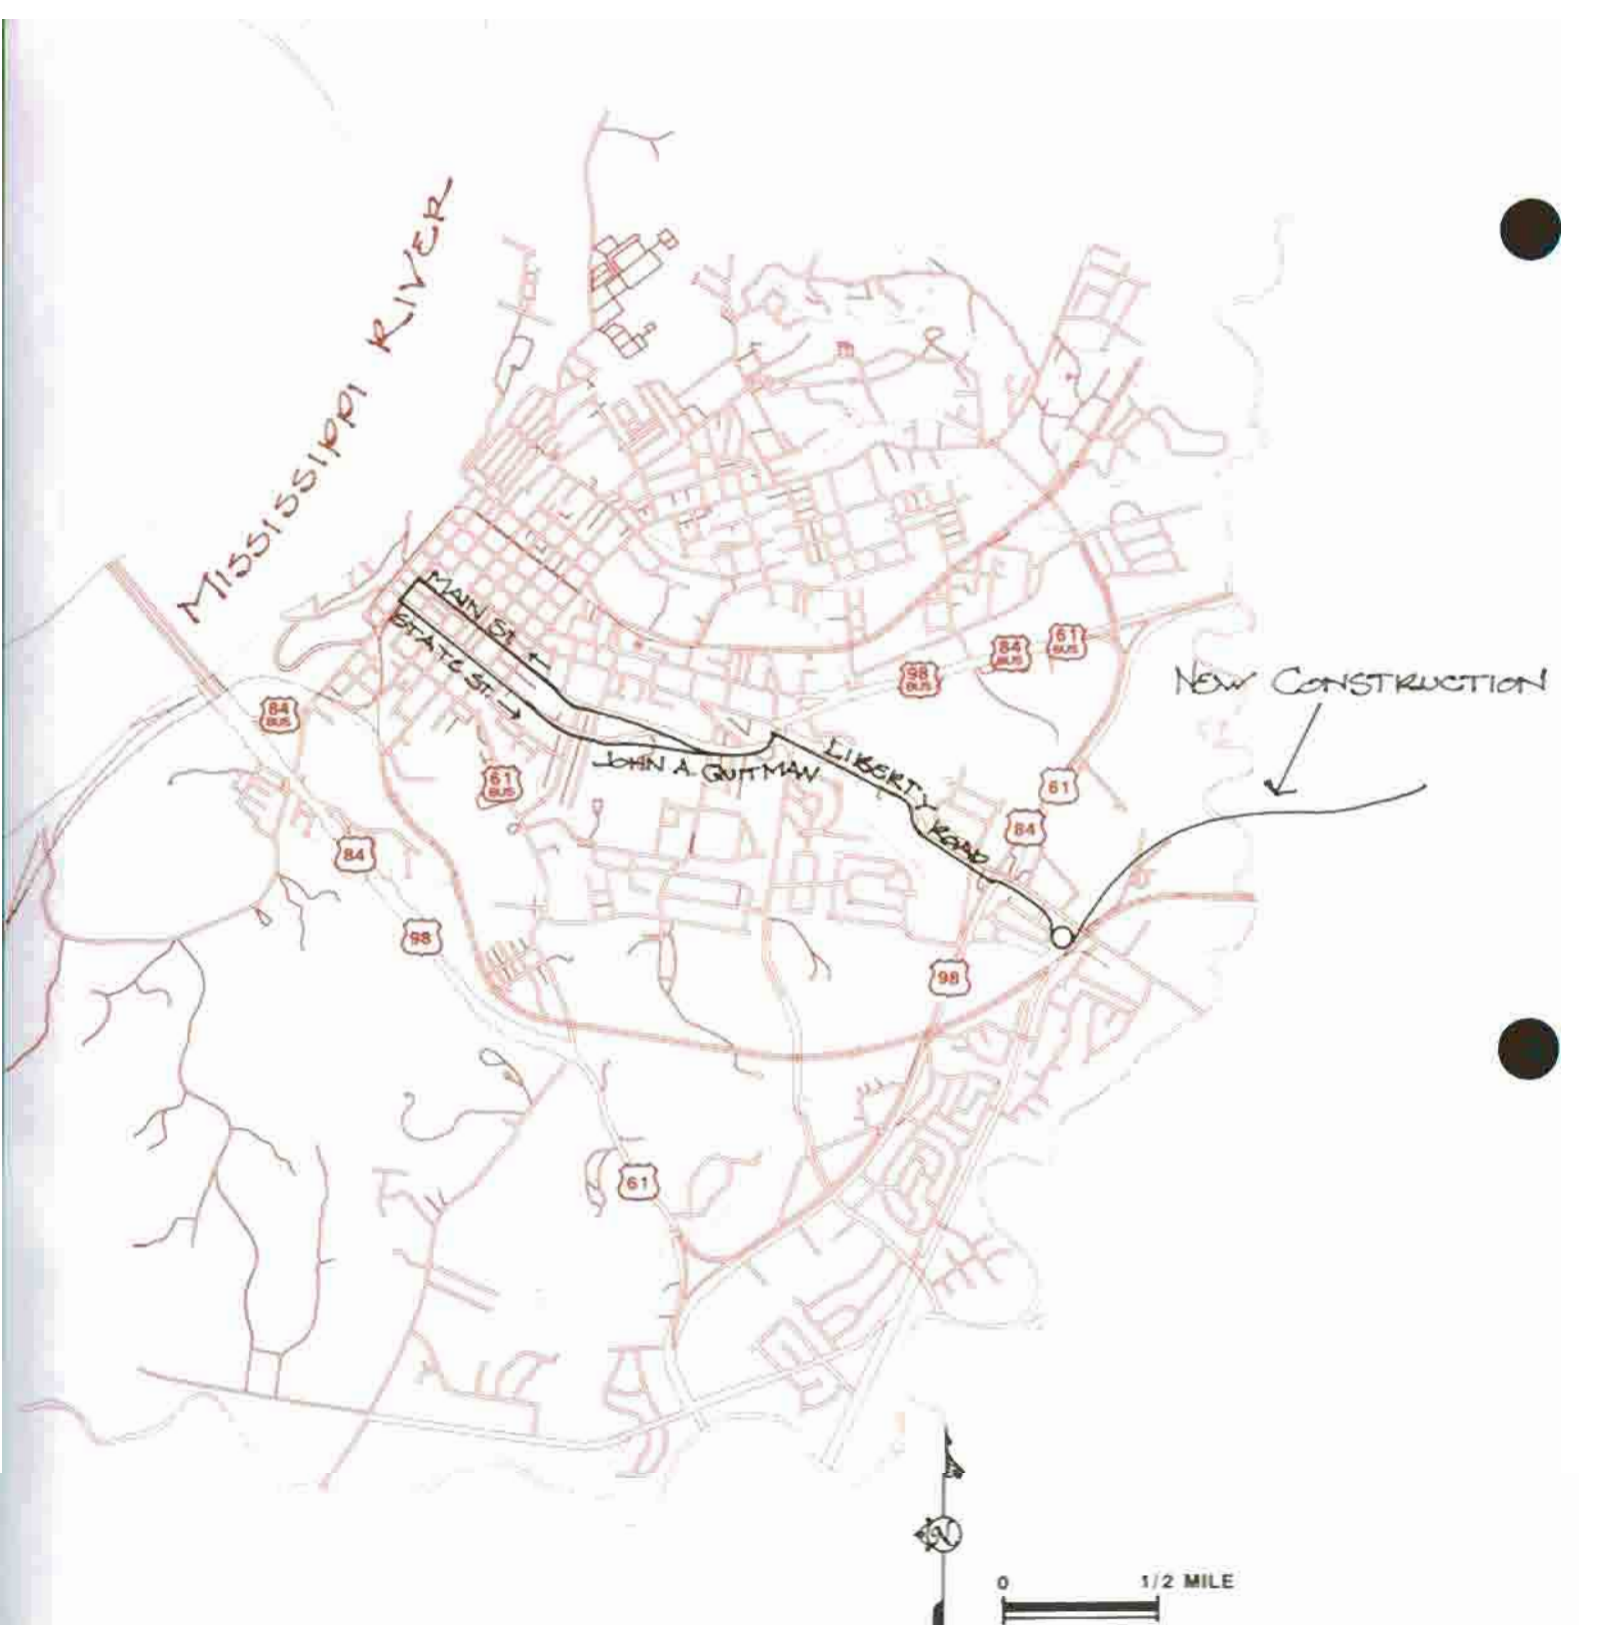 MISSISSIPPI RIVER
MAIN ST.
STATE ST.
JOHN A. QUITMAN
LIBERTY ROAD
NEW CONSTRUCTION
98 BUS
84 BUS
61 BUS
84 BUS
61 BUS
61
84
84
98
98
61
N
0 1/2 MILE